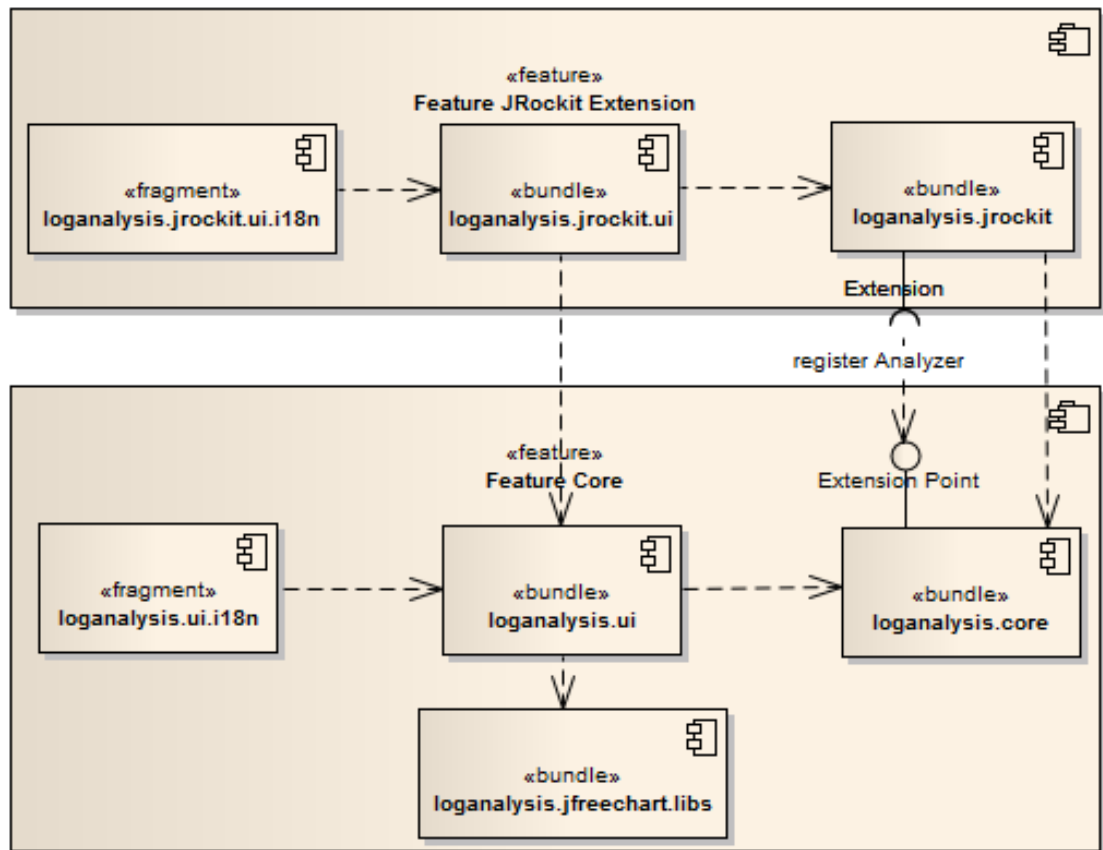 «feature»
Feature JRockit Extension
«fragment»
loganalysis.jrockit.ui.i18n
«bundle»
loganalysis.jrockit.ui
«bundle»
loganalysis.jrockit
Extension
register Analyzer
«feature»
Feature Core
Extension Point
«fragment»
loganalysis.ui.i18n
«bundle»
loganalysis.ui
«bundle»
loganalysis.core
«bundle»
loganalysis.jfreechart.libs